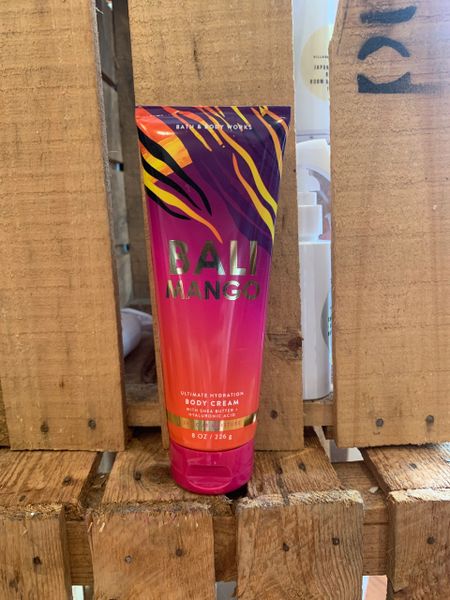 BATH & BODY WORKS
BALI
MANGO
ULTIMATE HYDRATION
BODY CREAM
WITH SHEA BUTTER +
HYALURONIC ACID
8 OZ / 226 g